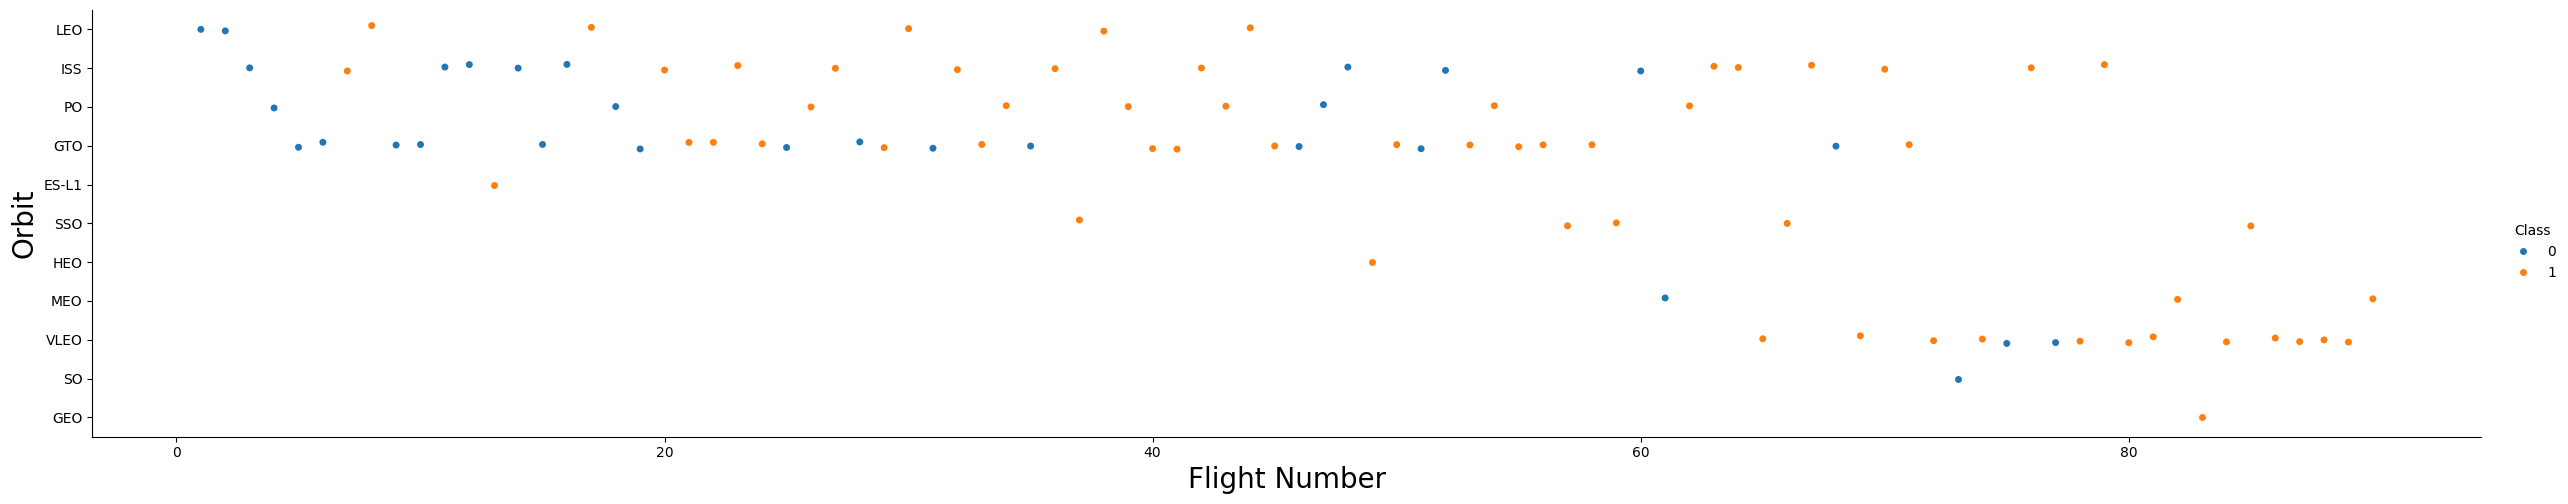 LEO
ISS
PO
GTO
ES-L1
SSO
HEO
MEO
VLEO
SO
GEO
Orbit
0 20 40 60 80
Flight Number
Class
0
1